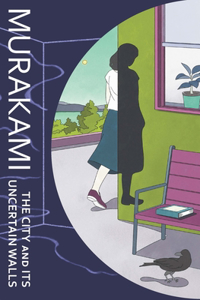 MURAKAMI
THE CITY AND ITS
UNCERTAIN WALLS